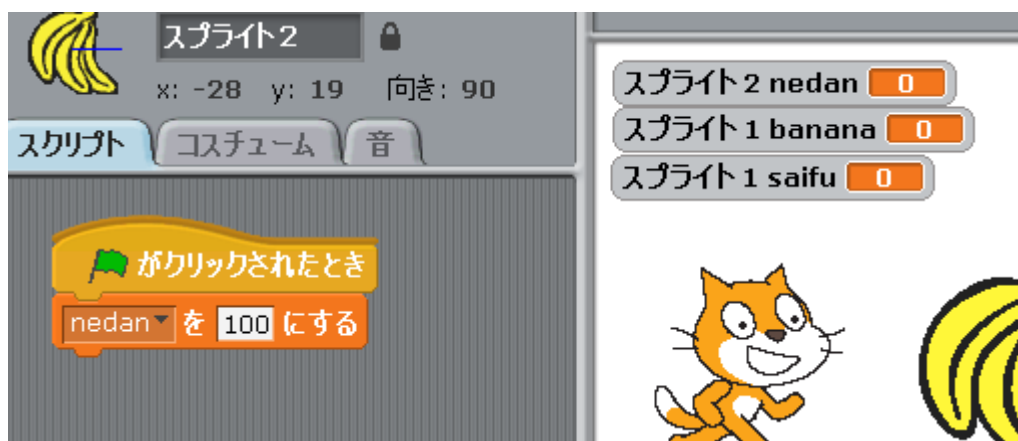 スプライト2
x: -28 y: 19 向き: 90
スクリプト コスチューム 音
がクリックされたとき
nedan を 100 にする
スプライト 2 nedan 0
スプライト 1 banana 0
スプライト 1 saifu 0